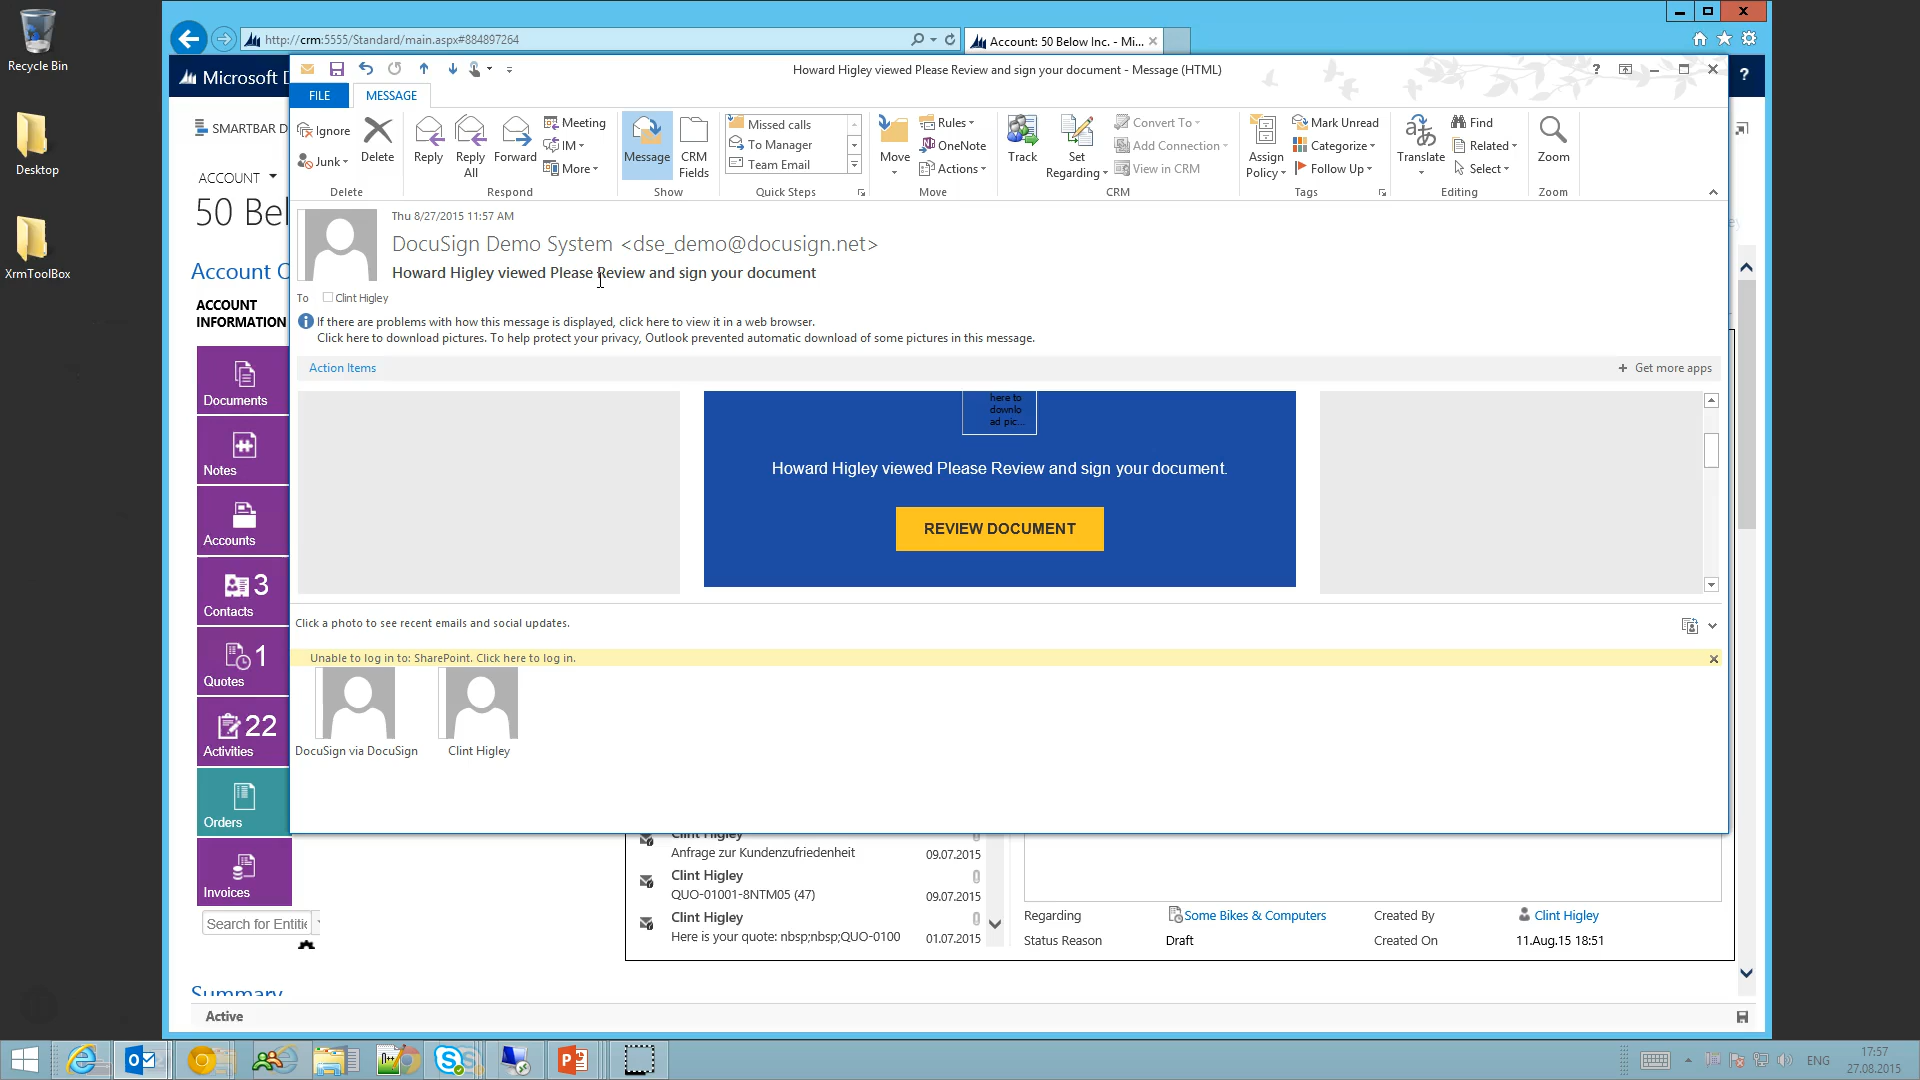 Recycle Bin
Desktop
XrmToolBox
http://crm:5555/Standard/main.aspx#884897264
Account: 50 Below Inc. - Mi...
Microsoft D
?
SMARTBAR D
ACCOUNT
50 Bel
Account C
ACCOUNT
INFORMATION
Documents
Notes
Accounts
3
Contacts
1
Quotes
22
Activities
Orders
Invoices
Search for Entitie
Summary
Active
Howard Higley viewed Please Review and sign your document - Message (HTML)
?
FILE
MESSAGE
Ignore
Junk
Delete
Delete
Reply
Reply All
Forward
Meeting
IM
More
Respond
Message
CRM Fields
Show
Missed calls
To Manager
Team Email
Quick Steps
Move
Rules
OneNote
Actions
Move
Track
Set Regarding
Convert To
Add Connection
View in CRM
CRM
Assign Policy
Mark Unread
Categorize
Follow Up
Tags
Translate
Find
Related
Select
Editing
Zoom
Zoom
Thu 8/27/2015 11:57 AM
DocuSign Demo System <dse_demo@docusign.net>
Howard Higley viewed Please Review and sign your document
To Clint Higley
If there are problems with how this message is displayed, click here to view it in a web browser.
Click here to download pictures. To help protect your privacy, Outlook prevented automatic download of some pictures in this message.
Action Items
Get more apps
here to
downlo
ad pic...
Howard Higley viewed Please Review and sign your document.
REVIEW DOCUMENT
Click a photo to see recent emails and social updates.
Unable to log in to: SharePoint. Click here to log in.
DocuSign via DocuSign
Clint Higley
Clint Higley
Anfrage zur Kundenzufriedenheit 09.07.2015
Clint Higley
QUO-01001-8NTM05 (47) 09.07.2015
Clint Higley
Here is your quote: nbsp;nbsp;QUO-0100 01.07.2015
Regarding Some Bikes & Computers Created By Clint Higley
Status Reason Draft Created On 11.Aug.15 18:51
ENG
17:57
27.08.2015